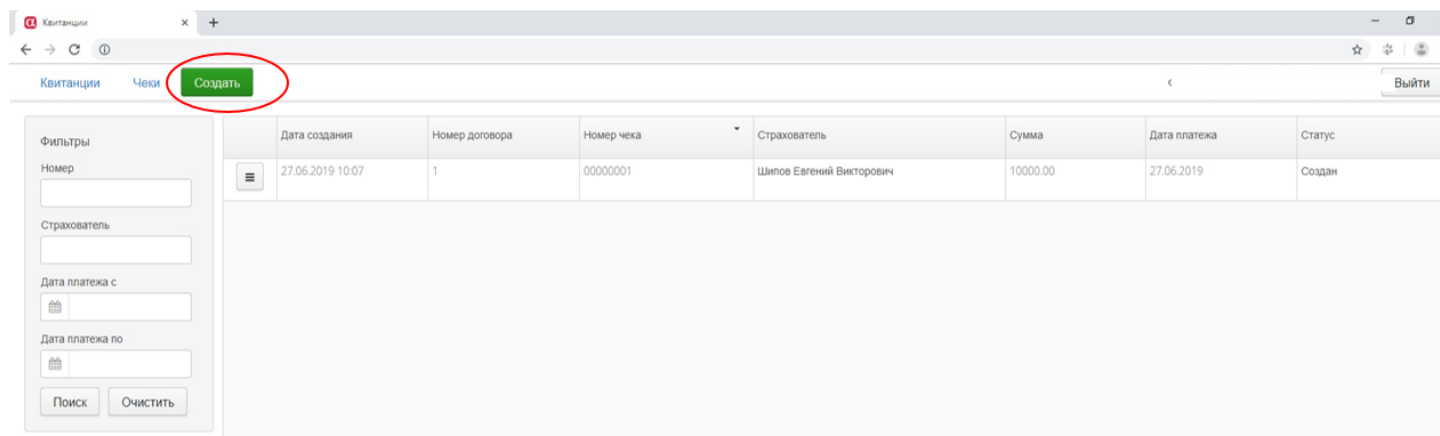 Квитанции
Квитанции Чеки Создать Выйти
Фильтры
Номер
Страхователь
Дата платежа с
Дата платежа по
Поиск Очистить
Дата создания Номер договора Номер чека Страхователь Сумма Дата платежа Статус
27.06.2019 10:07 1 00000001 Шипов Евгений Викторович 10000.00 27.06.2019 Создан